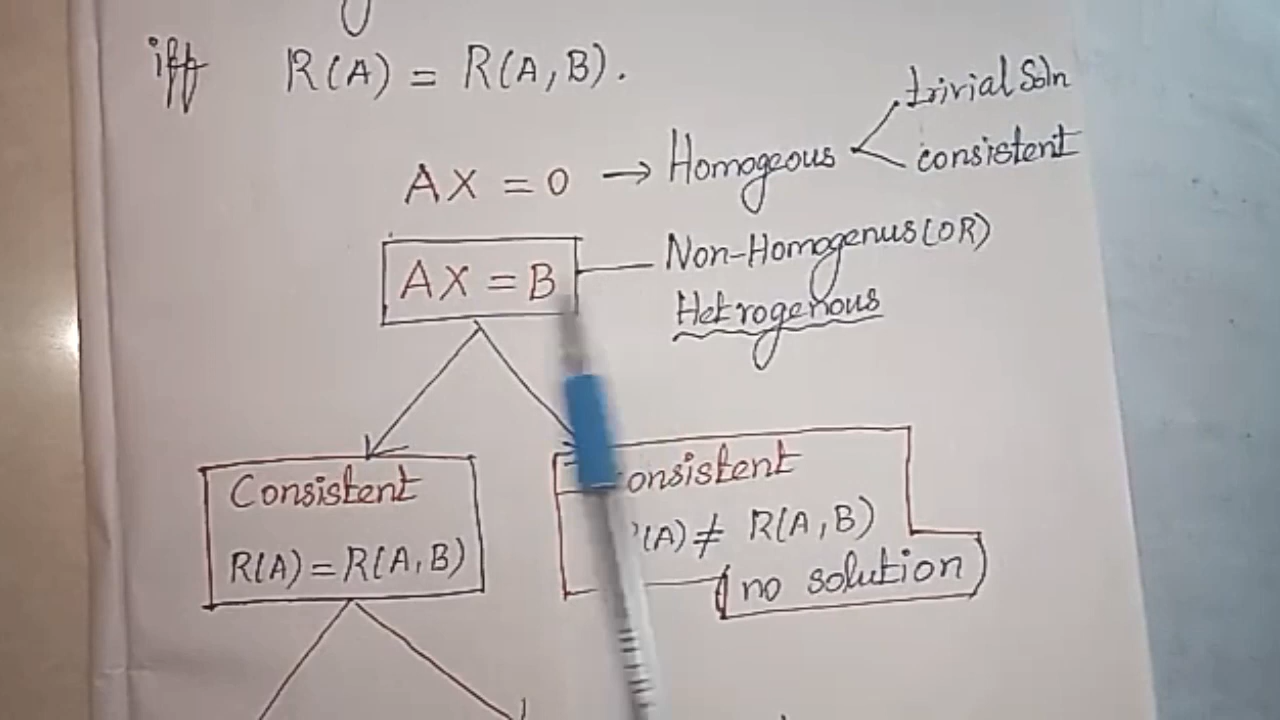 iff R(A) = R(A,B).
trivial Soln
AX = 0 → Homogeous
consistent
AX = B
Non-Homogenus(OR)
Hetrogenous
Consistent
R(A) = R(A,B)
onsistent
(A) ≠ R(A,B)
(no solution)